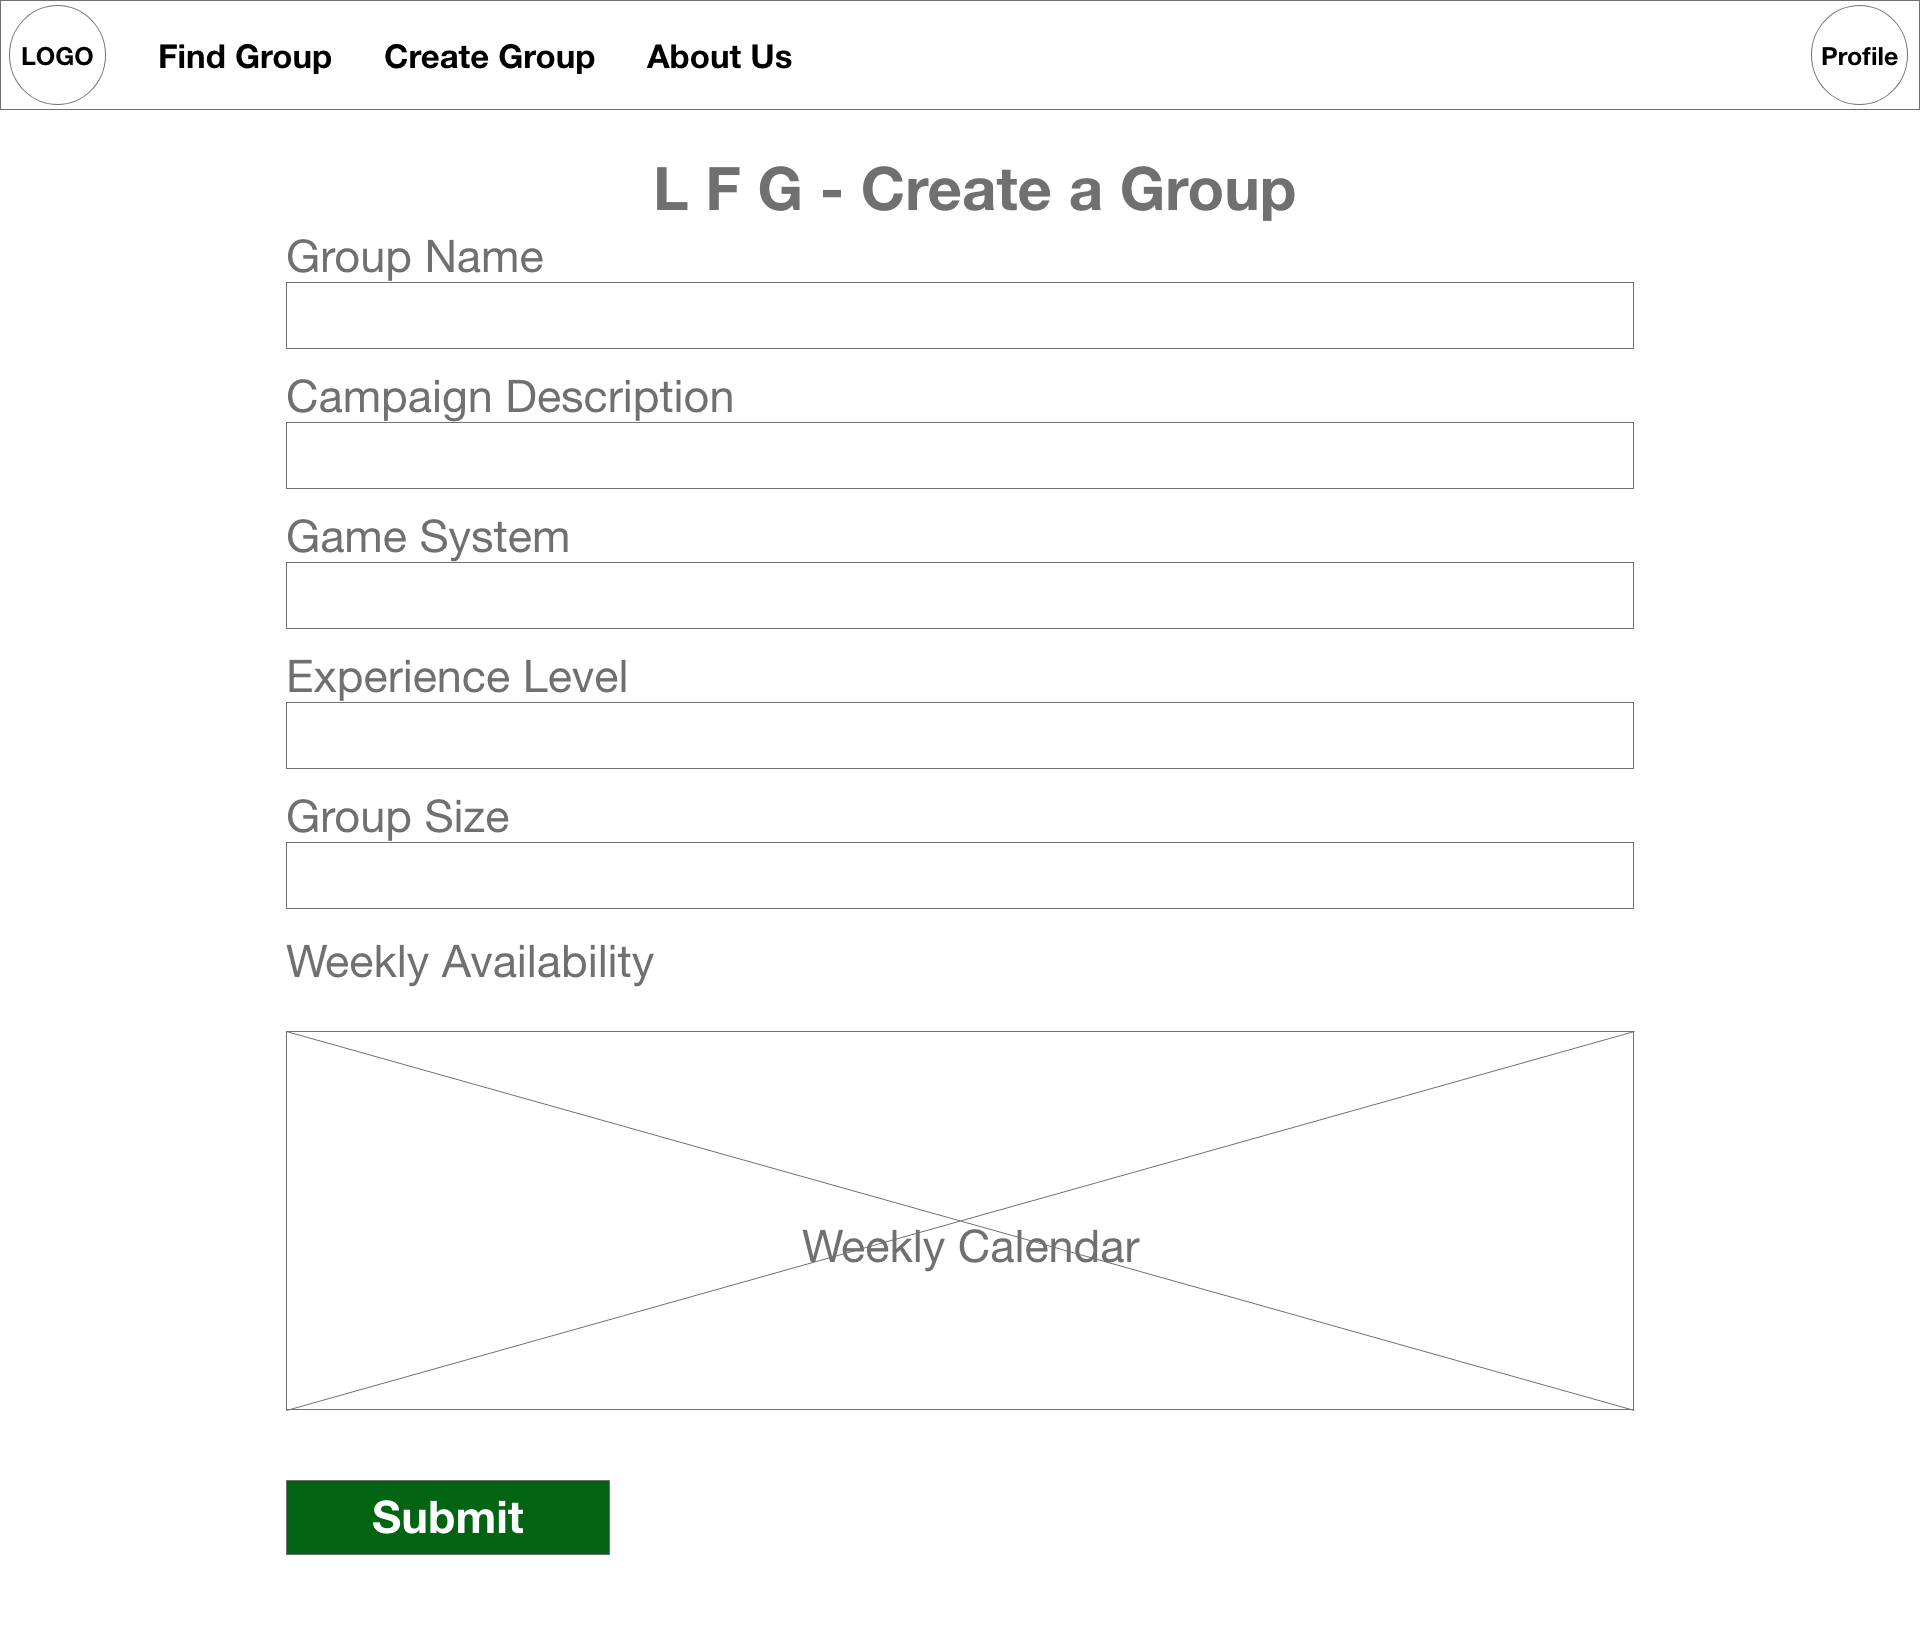 LOGO Find Group Create Group About Us Profile
L F G - Create a Group
Group Name
Campaign Description
Game System
Experience Level
Group Size
Weekly Availability
Weekly Calendar
Submit